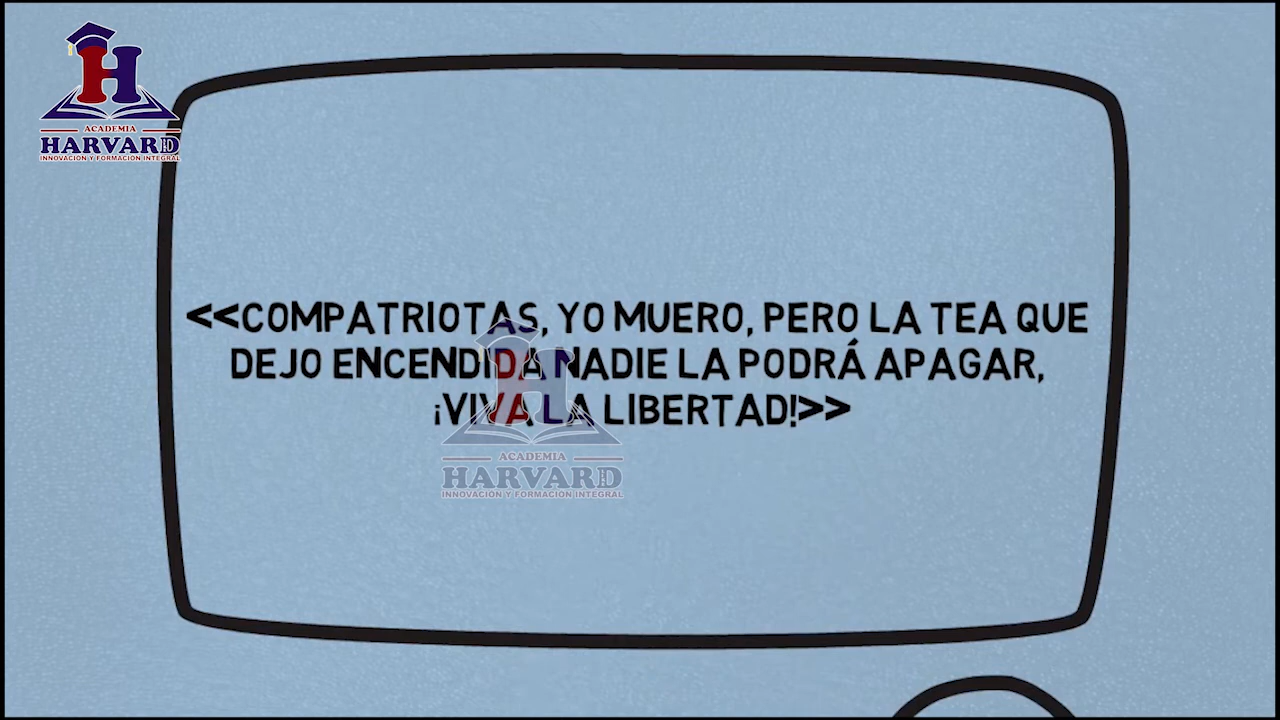 ACADEMIA
HARVARD
INNOVACIÓN Y FORMACIÓN INTEGRAL
<<COMPATRIOTAS, YO MUERO, PERO LA TEA QUE
DEJO ENCENDIDA NADIE LA PODRÁ APAGAR,
¡VIVA LA LIBERTAD!>>
ACADEMIA
HARVARD
INNOVACIÓN Y FORMACIÓN INTEGRAL